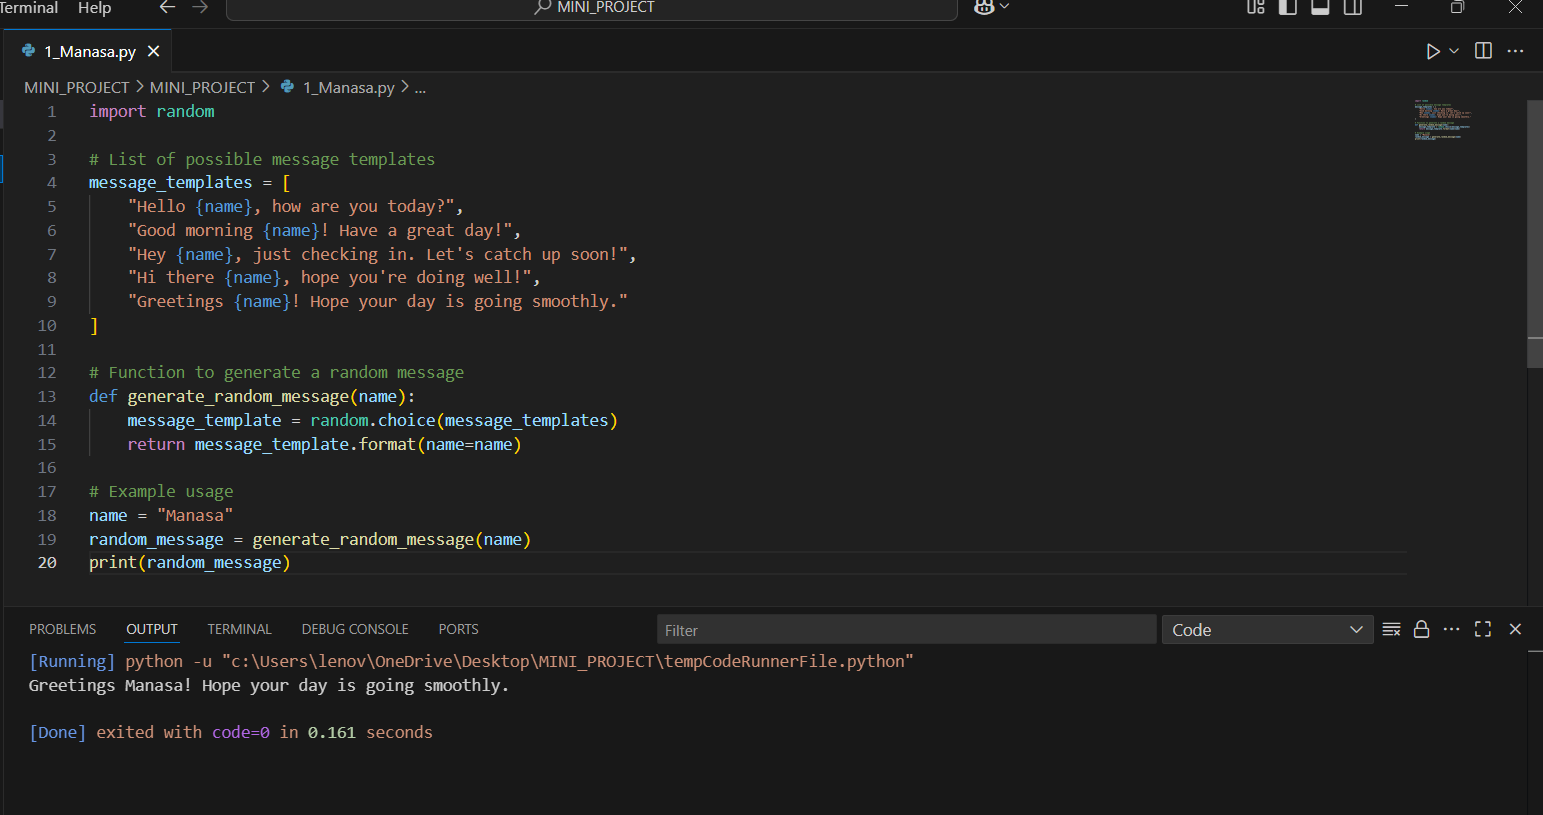 Terminal Help MINI_PROJECT
1_Manasa.py
MINI_PROJECT > MINI_PROJECT > 1_Manasa.py > ...
1 import random
2
3 # List of possible message templates
4 message_templates = [
5 "Hello {name}, how are you today?",
6 "Good morning {name}! Have a great day!",
7 "Hey {name}, just checking in. Let's catch up soon!",
8 "Hi there {name}, hope you're doing well!",
9 "Greetings {name}! Hope your day is going smoothly."
10 ]
11
12 # Function to generate a random message
13 def generate_random_message(name):
14 message_template = random.choice(message_templates)
15 return message_template.format(name=name)
16
17 # Example usage
18 name = "Manasa"
19 random_message = generate_random_message(name)
20 print(random_message)
PROBLEMS OUTPUT TERMINAL DEBUG CONSOLE PORTS Filter Code
[Running] python -u "c:\Users\lenov\OneDrive\Desktop\MINI_PROJECT\tempCodeRunnerFile.python"
Greetings Manasa! Hope your day is going smoothly.
[Done] exited with code=0 in 0.161 seconds